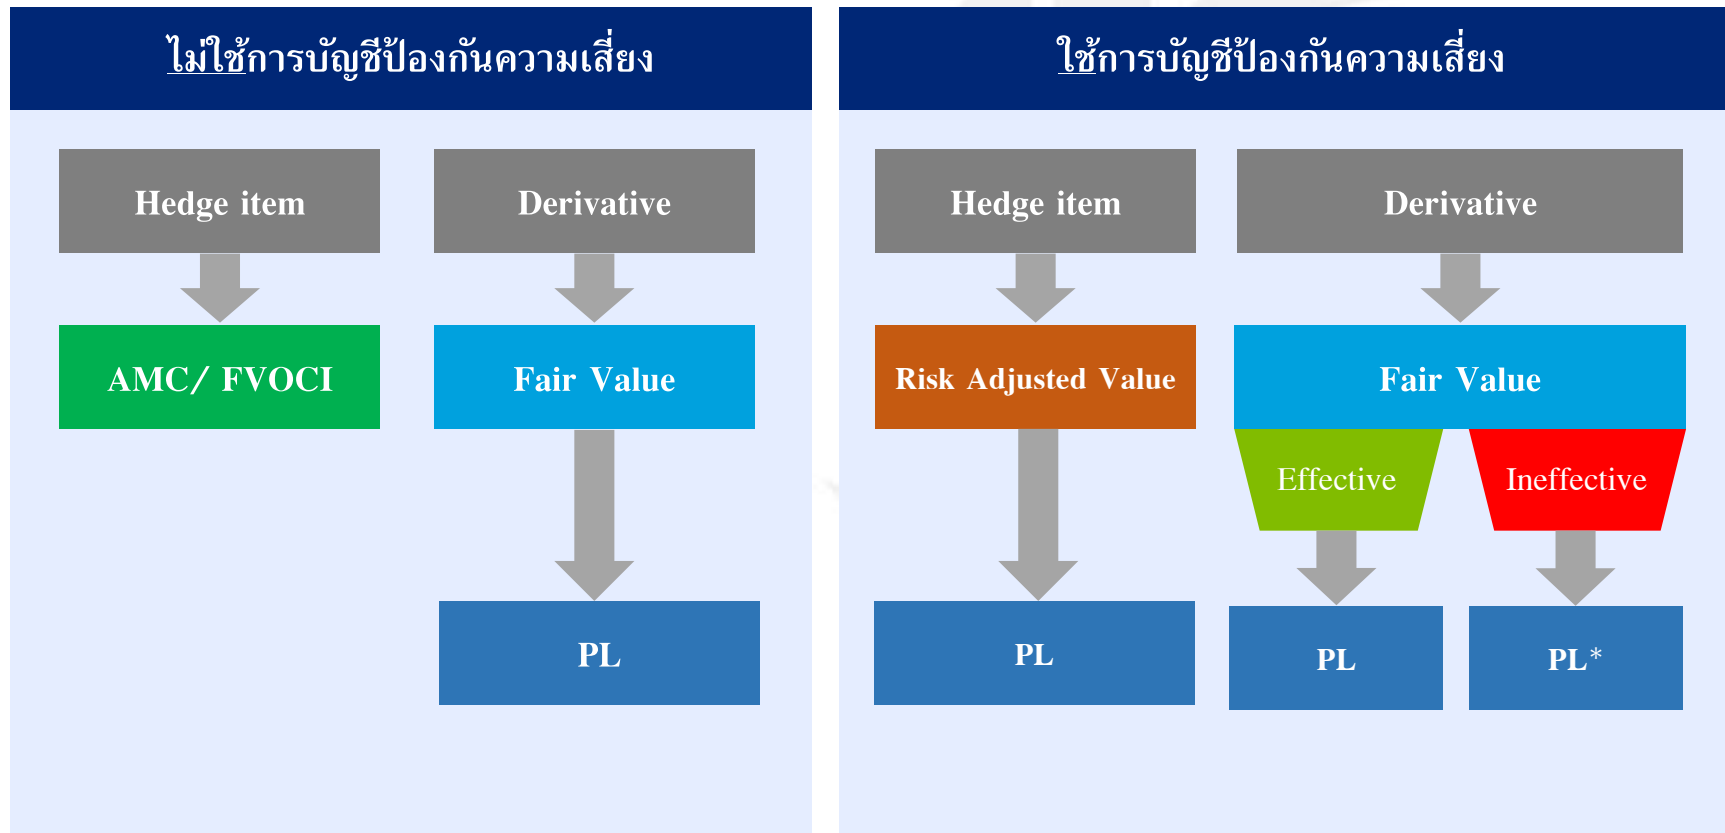 ไม่ใช้การบัญชีป้องกันความเสี่ยง
Hedge item
Derivative
AMC/ FVOCI
Fair Value
PL
ใช้การบัญชีป้องกันความเสี่ยง
Hedge item
Derivative
Risk Adjusted Value
Fair Value
Effective
Ineffective
PL
PL
PL*